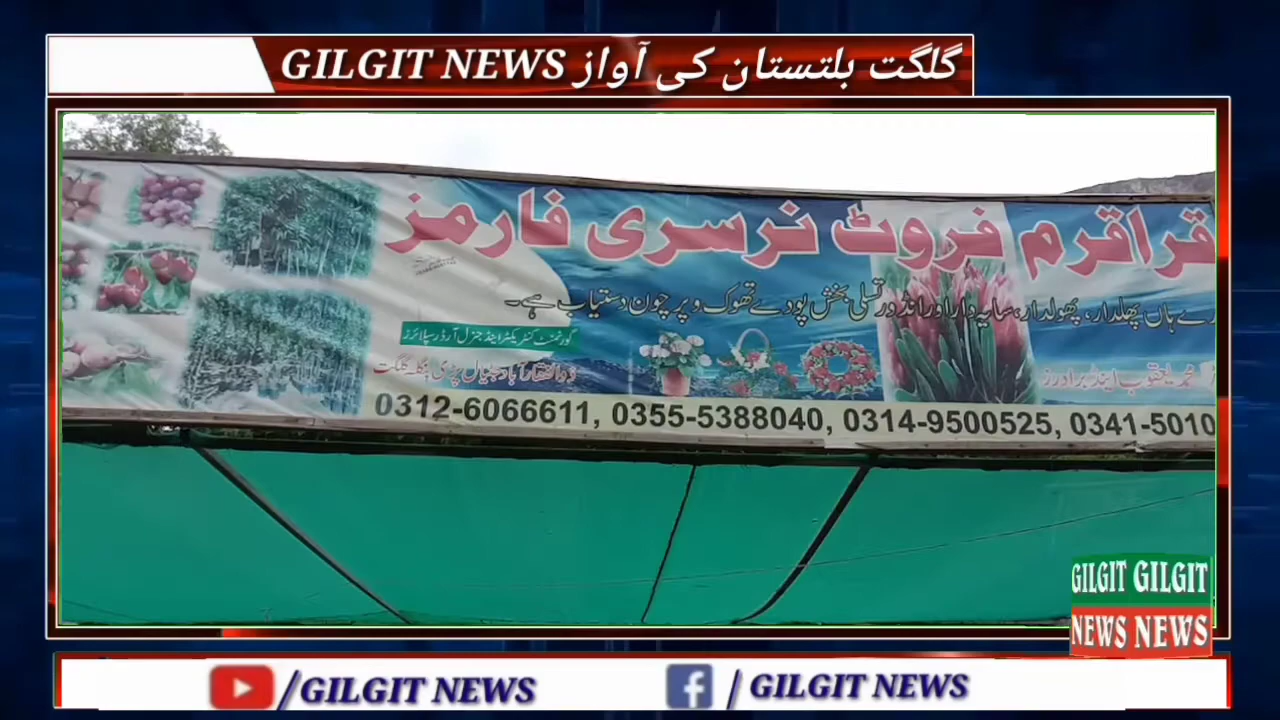 گلگت بلتستان کی آواز GILGIT NEWS
قراقرم فروٹ نرسری فارمز
ے ہاں پھلدار، پھولدار، سایہ دار اور انڈور تسلی بخش پودے تھوک و پرچون دستیاب ہے۔
گورنمنٹ کنٹریکٹر اینڈ جنرل آرڈر سپلائرز
محمد یعقوب اینڈ برادرز
ذوالفقار آباد جٹیال پڑی بنگلہ گلگت
0312-6066611, 0355-5388040, 0314-9500525, 0341-5010
GILGIT GILGIT
NEWS NEWS
/GILGIT NEWS
/ GILGIT NEWS